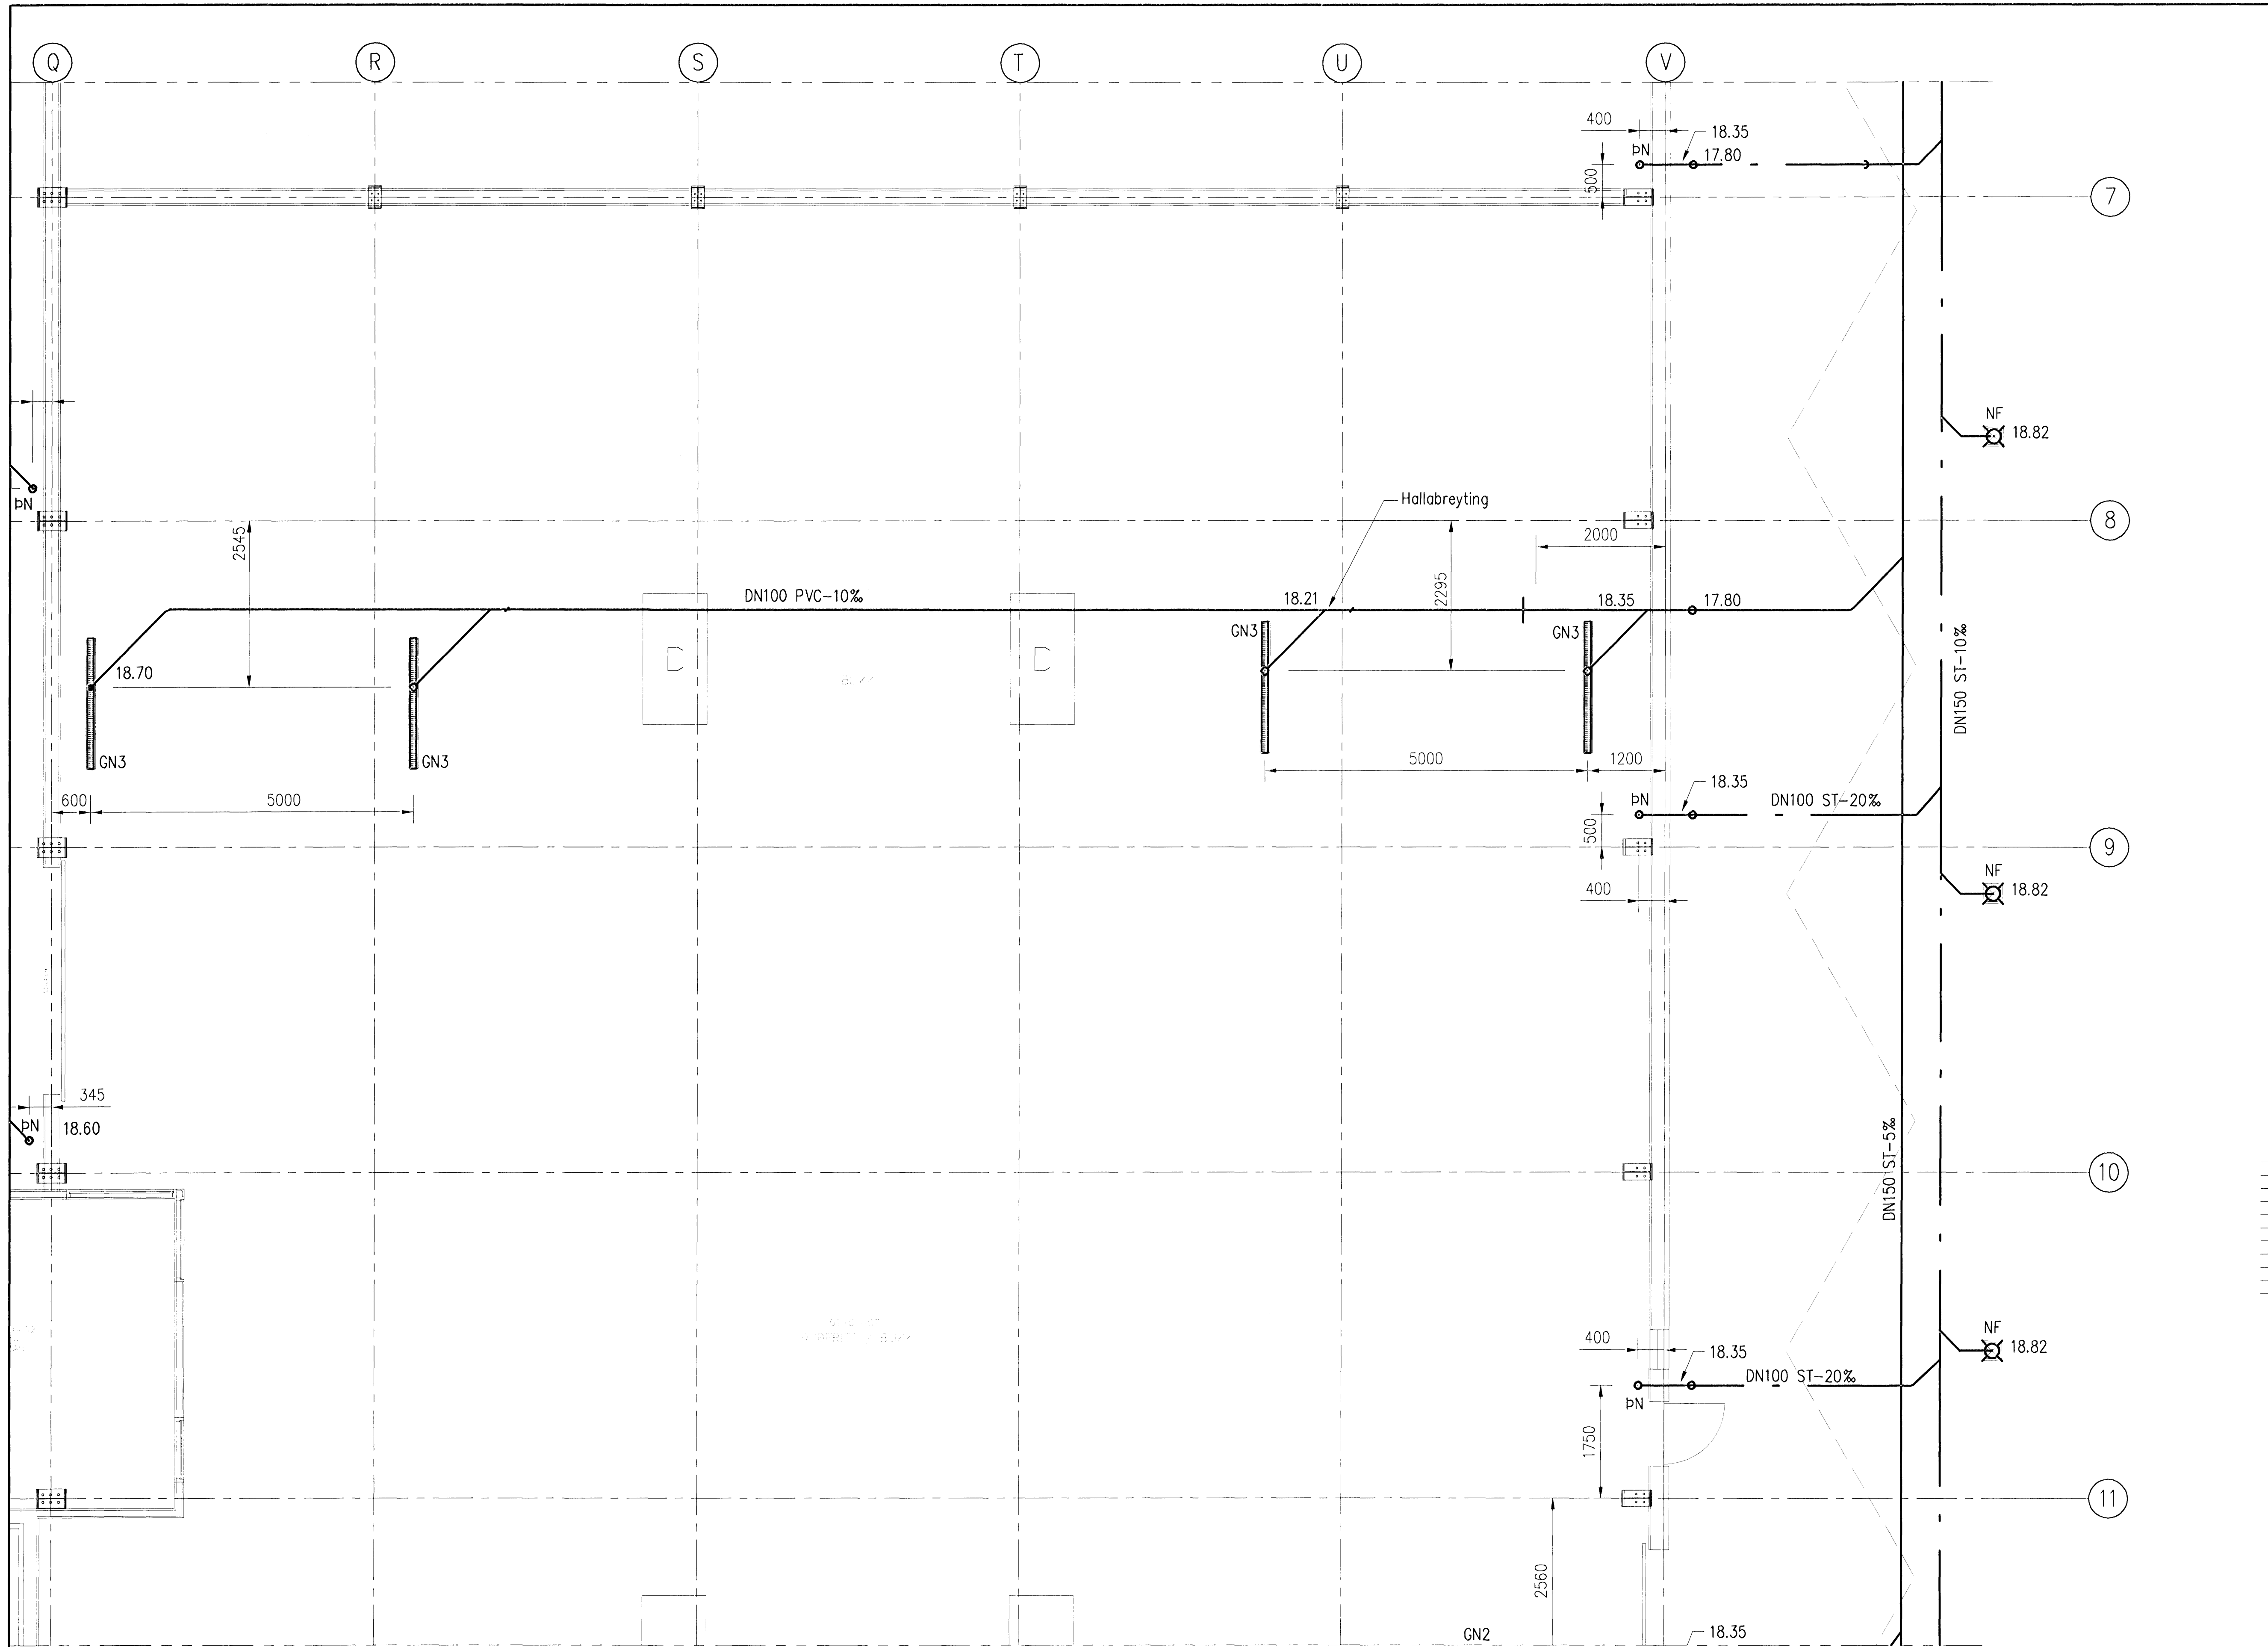 Q
R
S
T
U
V
400
18.35
ÞN
17.80
500
7
NF
18.82
ÞN
Hallabreyting
8
2545
2000
2295
DN100 PVC-10‰
18.21
18.35
17.80
GN3
GN3
18.70
DN150 ST-10‰
GN3
GN3
5000
1200
600
5000
18.35
ÞN
DN100 ST-20‰
500
9
NF
18.82
400
345
ÞN
18.60
DN150 ST-5‰
10
NF
18.82
400
18.35
DN100 ST-20‰
ÞN
1750
11
2560
GN2
18.35